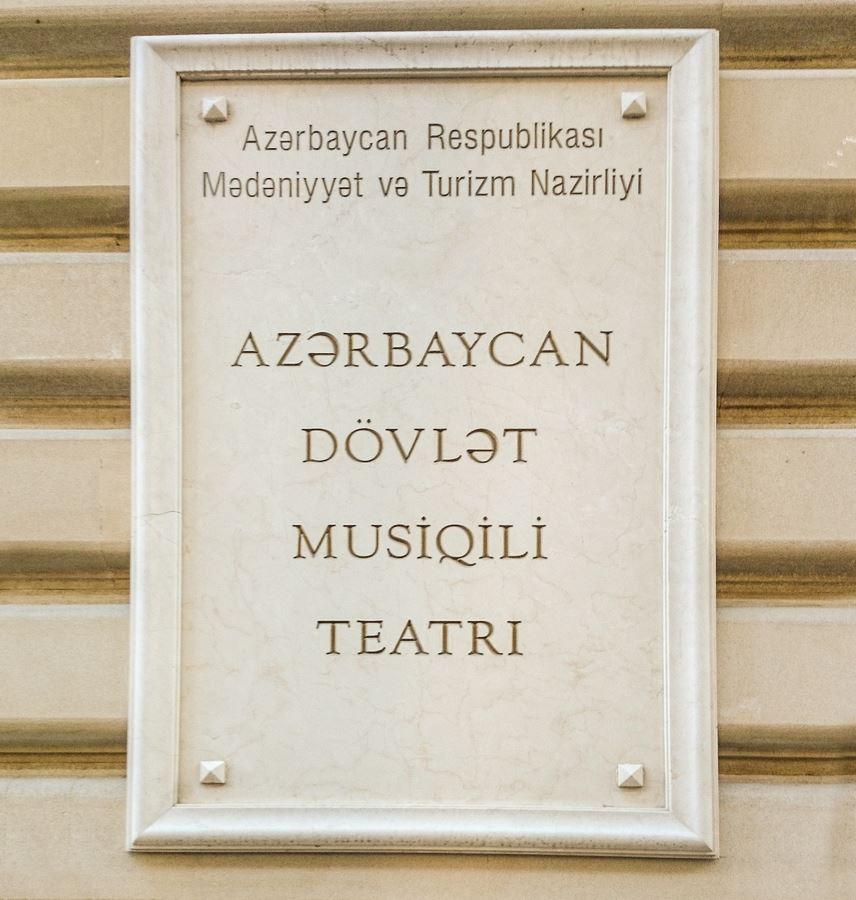 Azərbaycan Respublikası
Mədəniyyət və Turizm Nazirliyi
AZƏRBAYCAN
DÖVLƏT
MUSİQİLİ
TEATRI